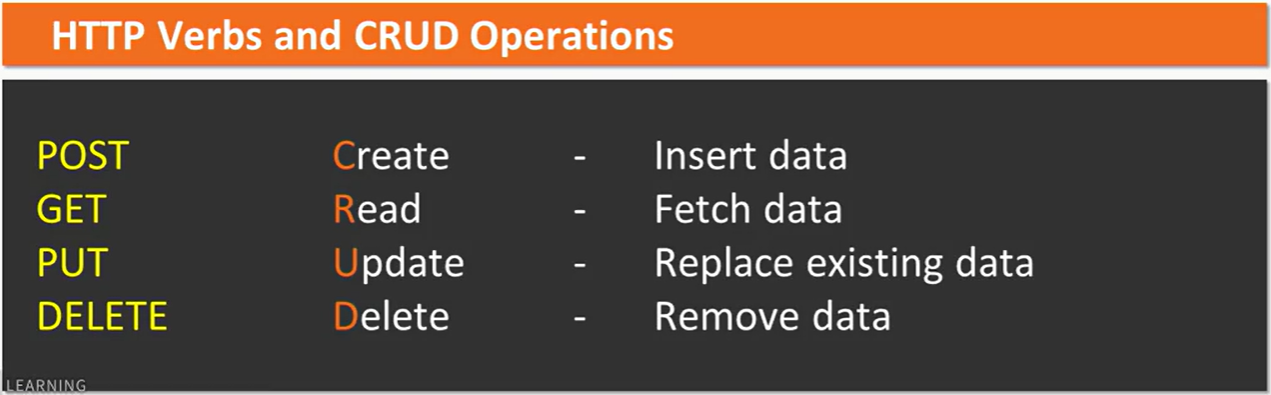 HTTP Verbs and CRUD Operations
POST Create - Insert data
GET Read - Fetch data
PUT Update - Replace existing data
DELETE Delete - Remove data
LEARNING